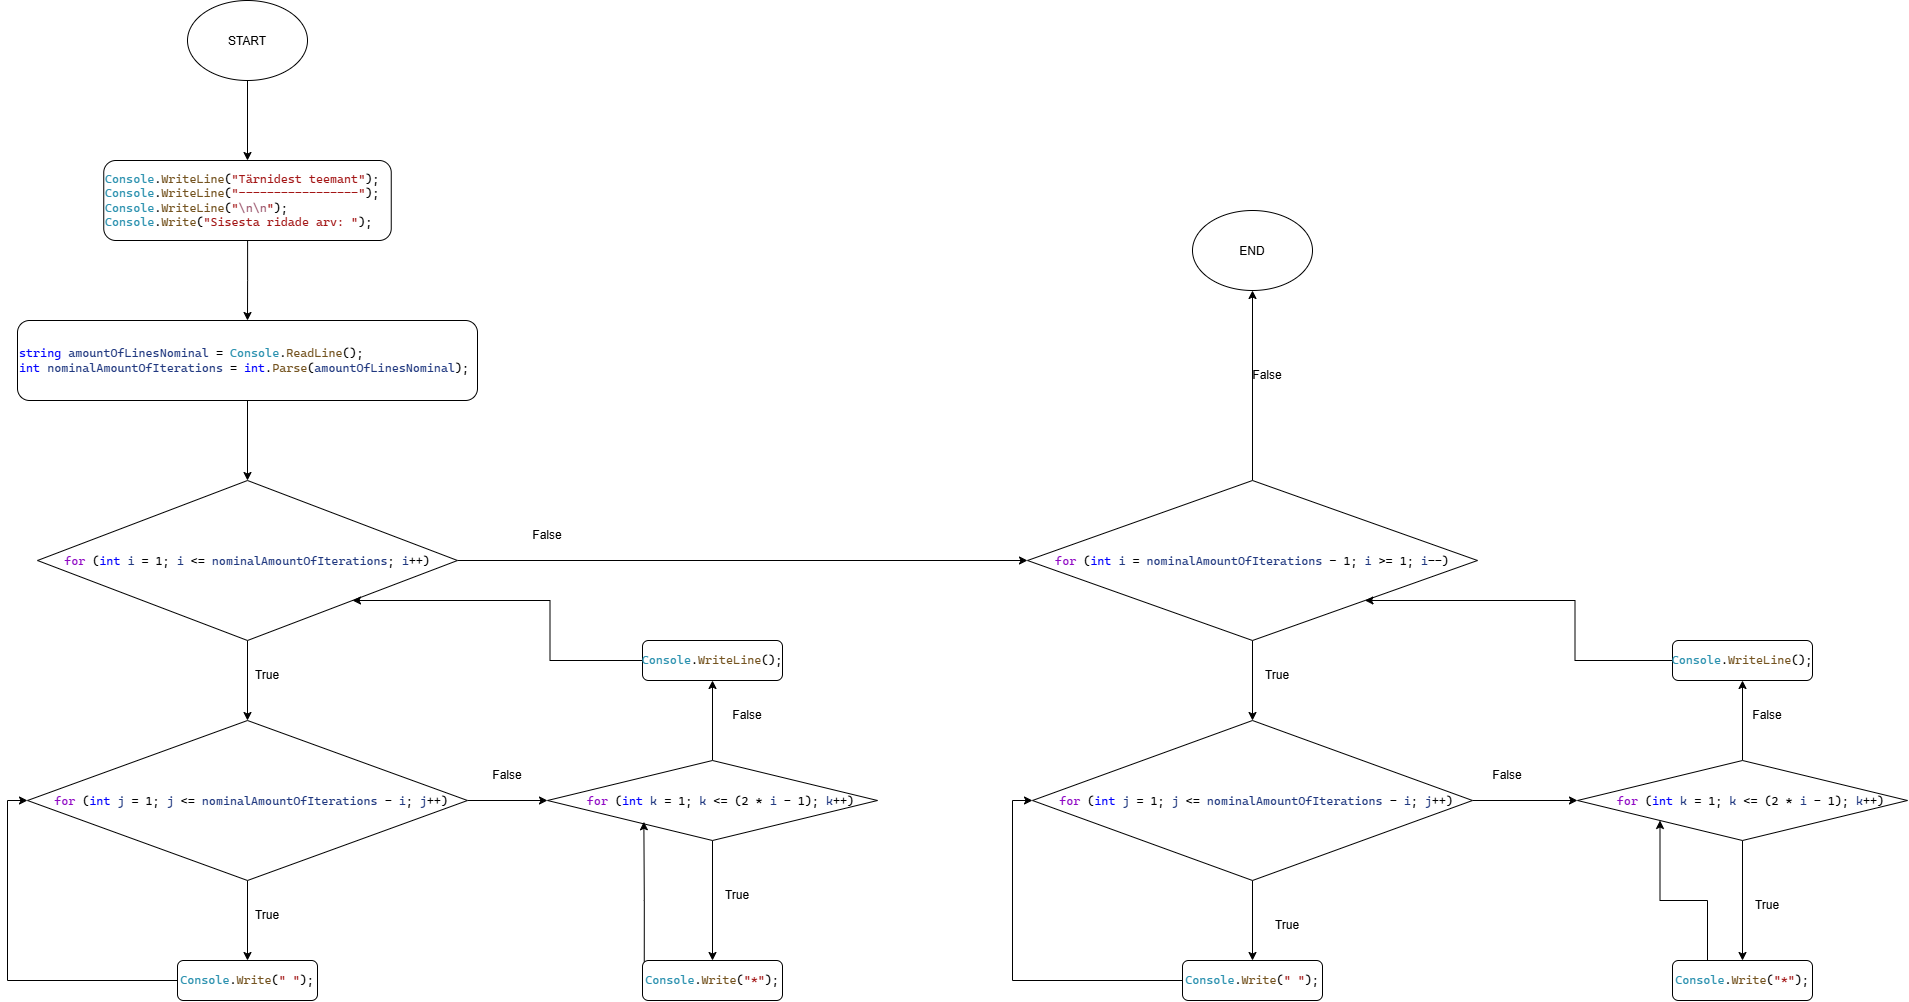 START
Console.WriteLine("Tärnidest teemant");
Console.WriteLine("-----------------");
Console.WriteLine("\n\n");
Console.Write("Sisesta ridade arv: ");
string amountOfLinesNominal = Console.ReadLine();
int nominalAmountOfIterations = int.Parse(amountOfLinesNominal);
for (int i = 1; i <= nominalAmountOfIterations; i++)
False
True
for (int j = 1; j <= nominalAmountOfIterations - i; j++)
True
Console.Write(" ");
False
for (int k = 1; k <= (2 * i - 1); k++)
True
Console.Write("*");
False
Console.WriteLine();
for (int i = nominalAmountOfIterations - 1; i >= 1; i--)
False
END
True
for (int j = 1; j <= nominalAmountOfIterations - i; j++)
True
Console.Write(" ");
False
for (int k = 1; k <= (2 * i - 1); k++)
True
Console.Write("*");
False
Console.WriteLine();